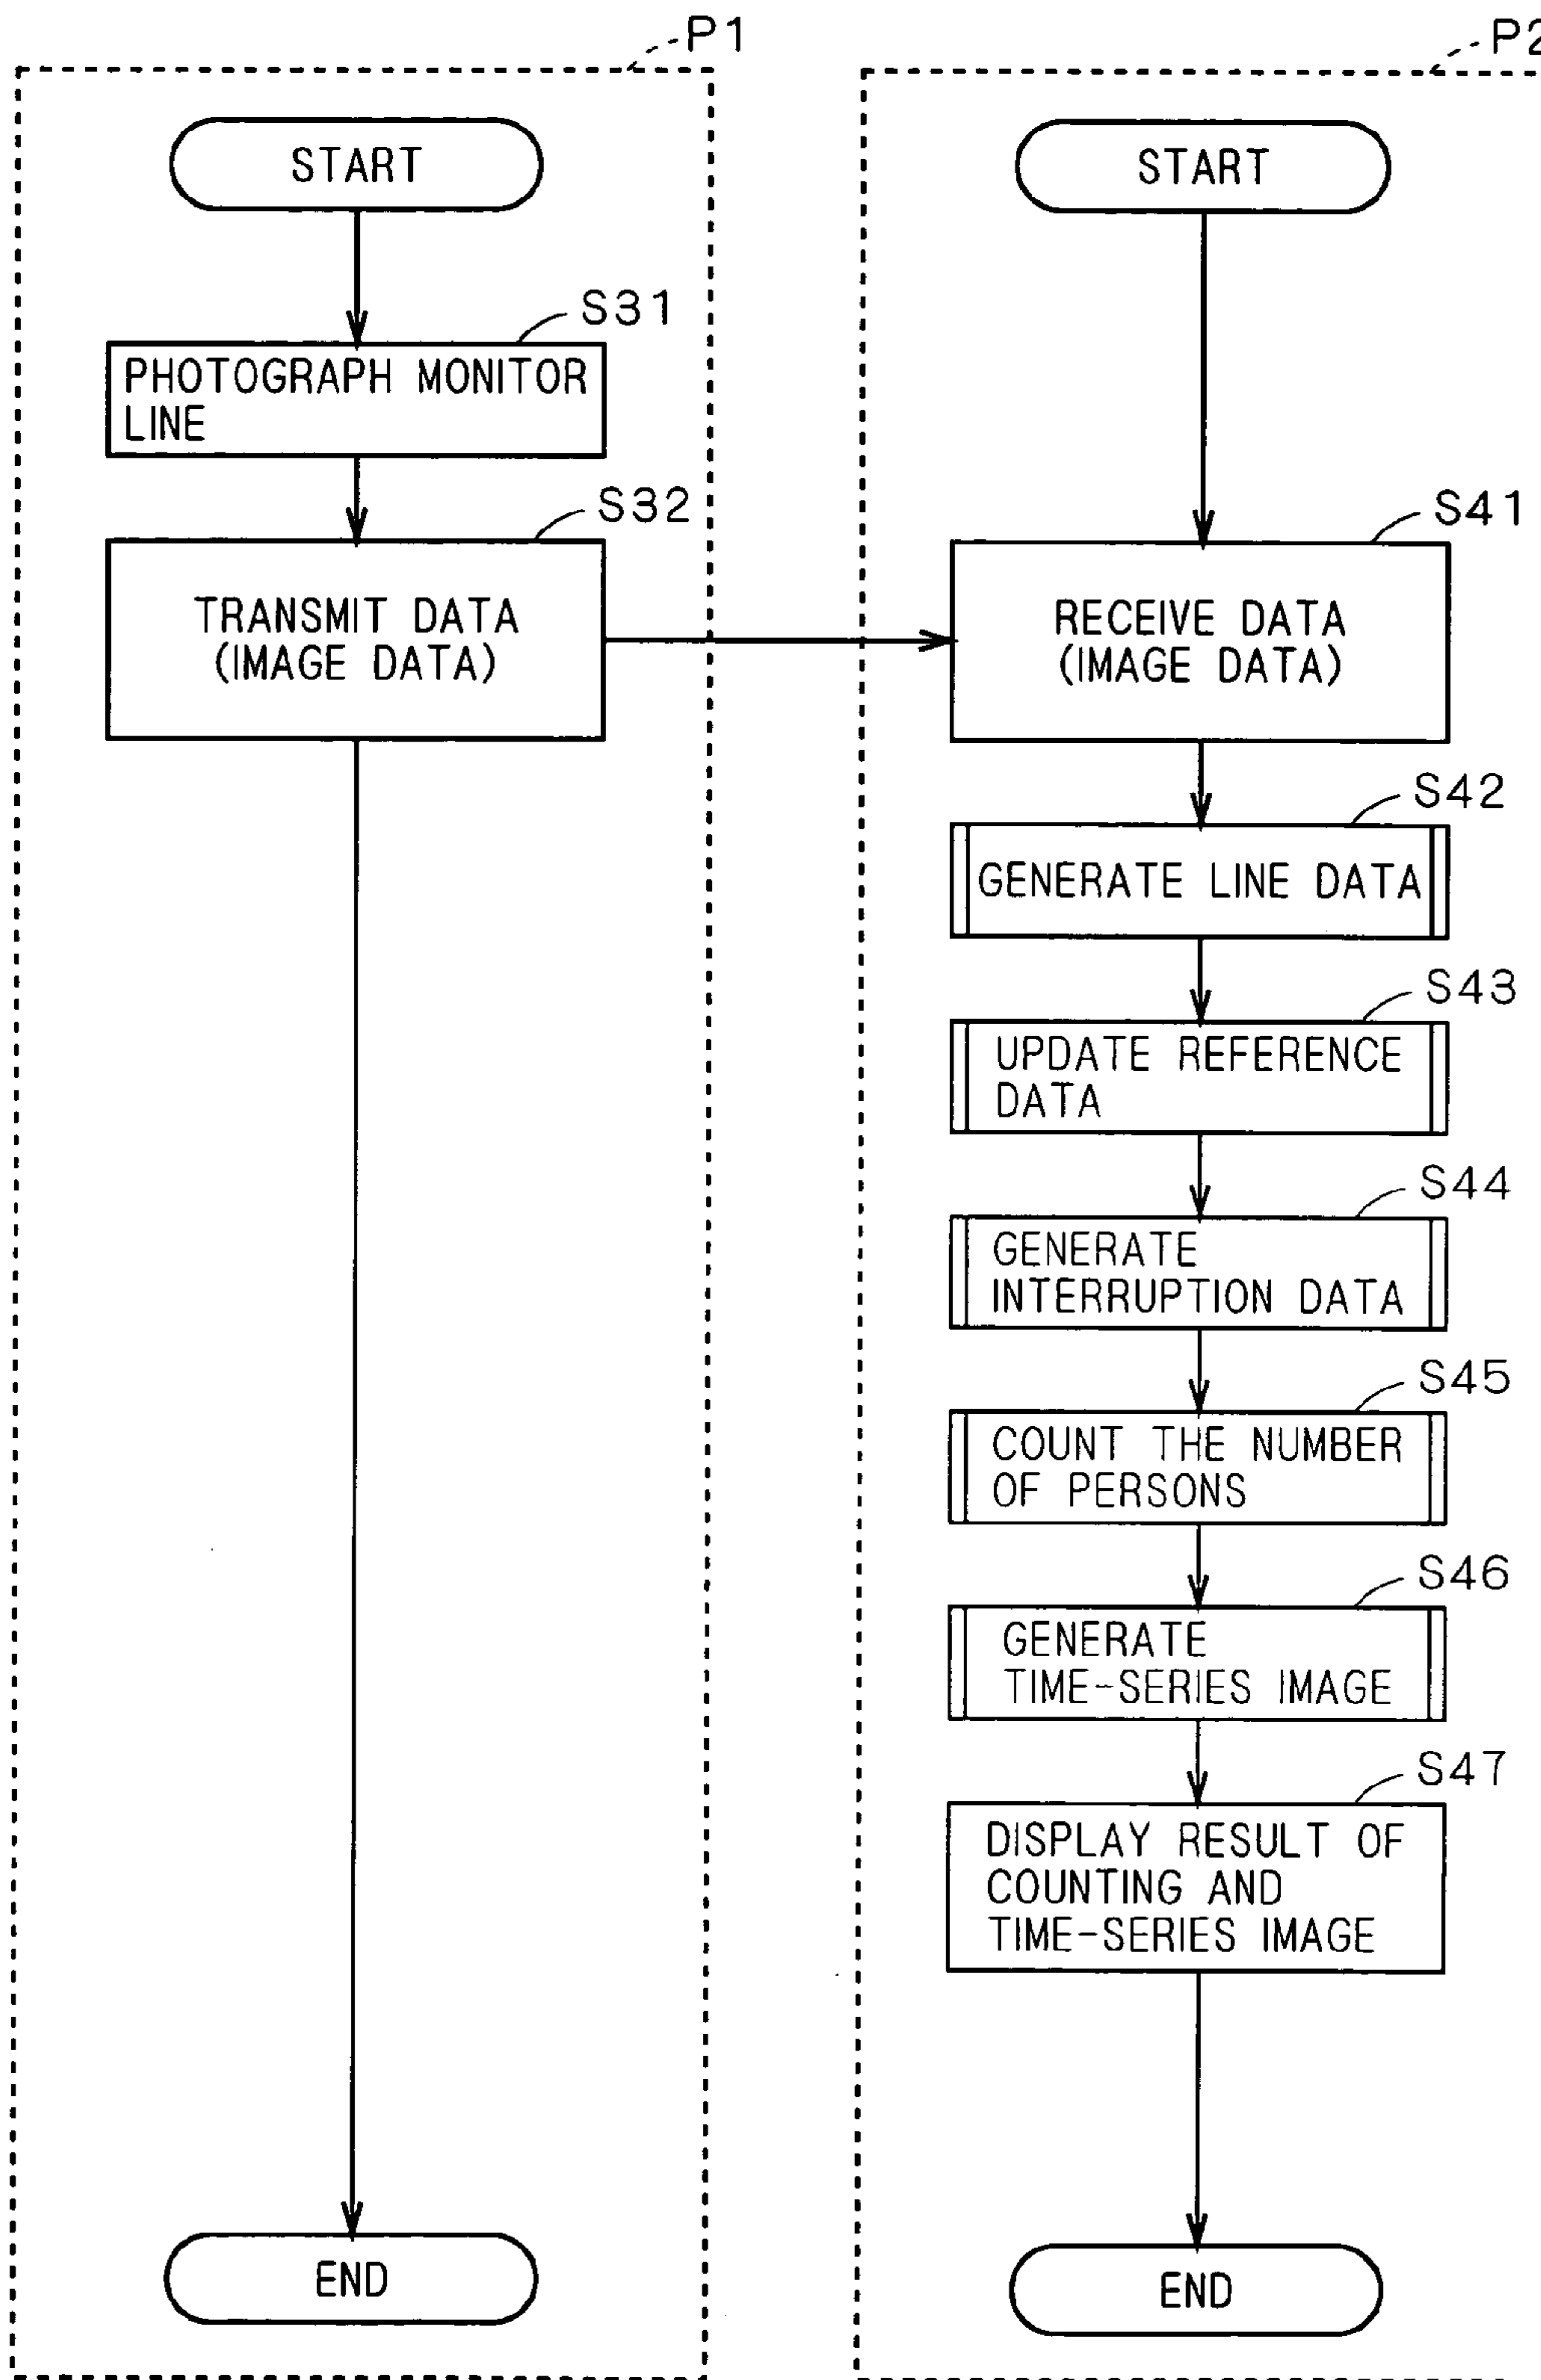 P1
START
S31
PHOTOGRAPH MONITOR
LINE
S32
TRANSMIT DATA
(IMAGE DATA)
END
P2
START
S41
RECEIVE DATA
(IMAGE DATA)
S42
GENERATE LINE DATA
S43
UPDATE REFERENCE
DATA
S44
GENERATE
INTERRUPTION DATA
S45
COUNT THE NUMBER
OF PERSONS
S46
GENERATE
TIME-SERIES IMAGE
S47
DISPLAY RESULT OF
COUNTING AND
TIME-SERIES IMAGE
END